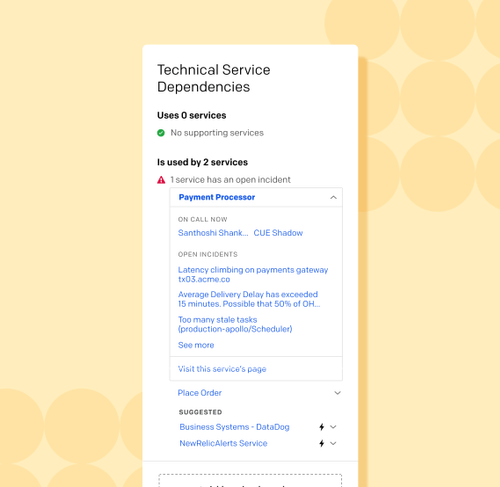 Technical Service
Dependencies
Uses 0 services
No supporting services
Is used by 2 services
1 service has an open incident
Payment Processor
ON CALL NOW
Santhoshi Shank... CUE Shadow
OPEN INCIDENTS
Latency climbing on payments gateway
tx03.acme.co
Average Delivery Delay has exceeded
15 minutes. Possible that 50% of OH...
Too many stale tasks
(production-apollo/Scheduler)
See more
Visit this service's page
Place Order
SUGGESTED
Business Systems - DataDog
NewRelicAlerts Service